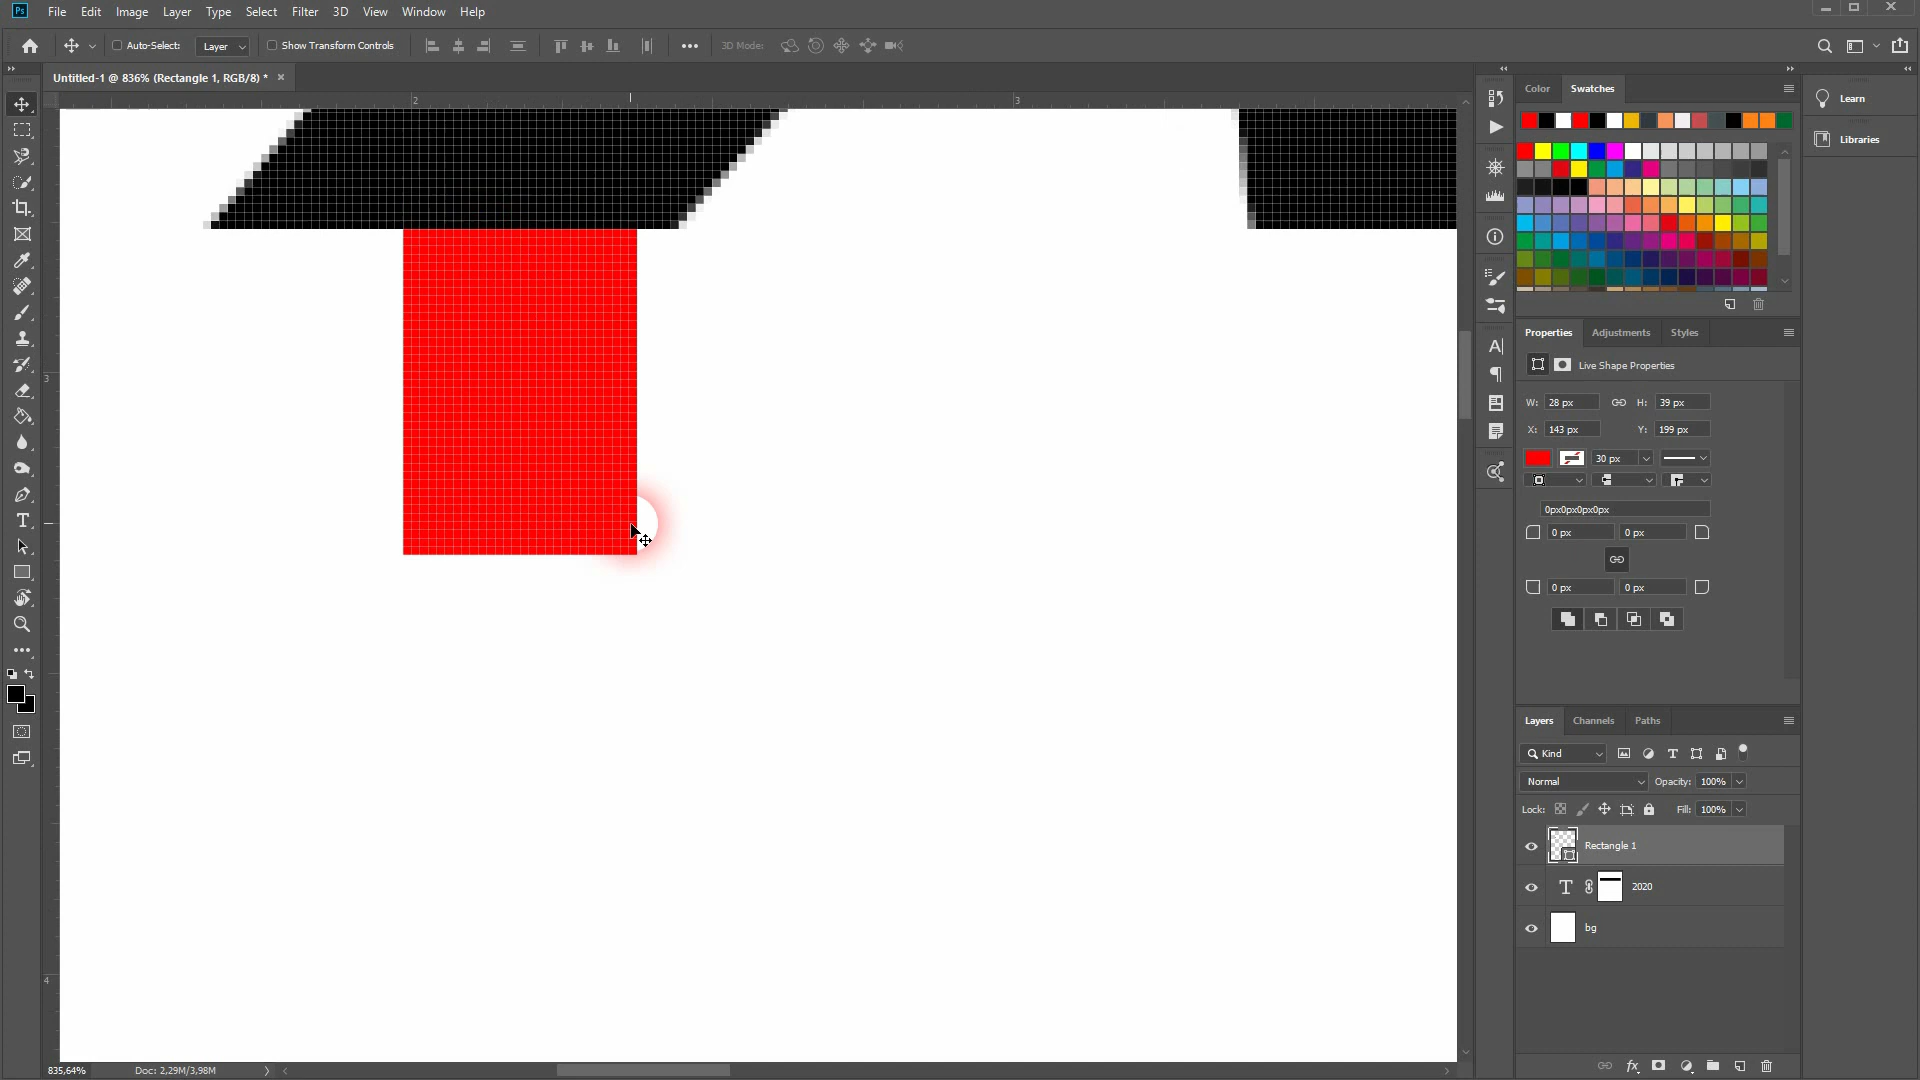 Ps File Edit Image Layer Type Select Filter 3D View Window Help
Auto-Select: Layer Show Transform Controls 3D Mode:
Untitled-1 @ 836% (Rectangle 1, RGB/8) *
2 3
3
4
Color Swatches
Learn
Libraries
Properties Adjustments Styles
Live Shape Properties
W: 28 px H: 39 px
X: 143 px Y: 199 px
30 px
0px0px0px0px
0 px 0 px
0 px 0 px
Layers Channels Paths
Kind
Normal Opacity: 100%
Lock: Fill: 100%
Rectangle 1
2020
bg
835,64% Doc: 2,29M/3,98M